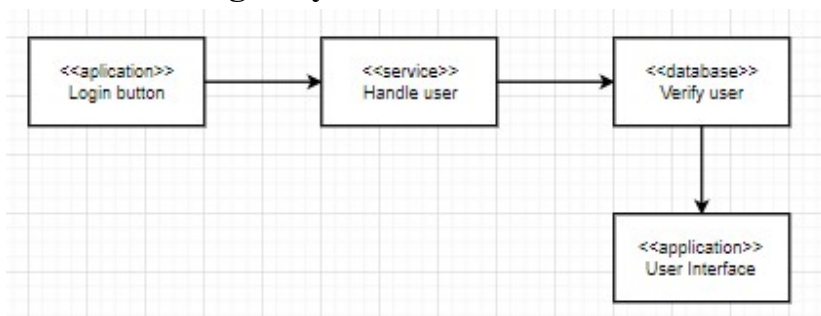 <<aplication>>
Login button
<<service>>
Handle user
<<database>>
Verify user
<<application>>
User Interface